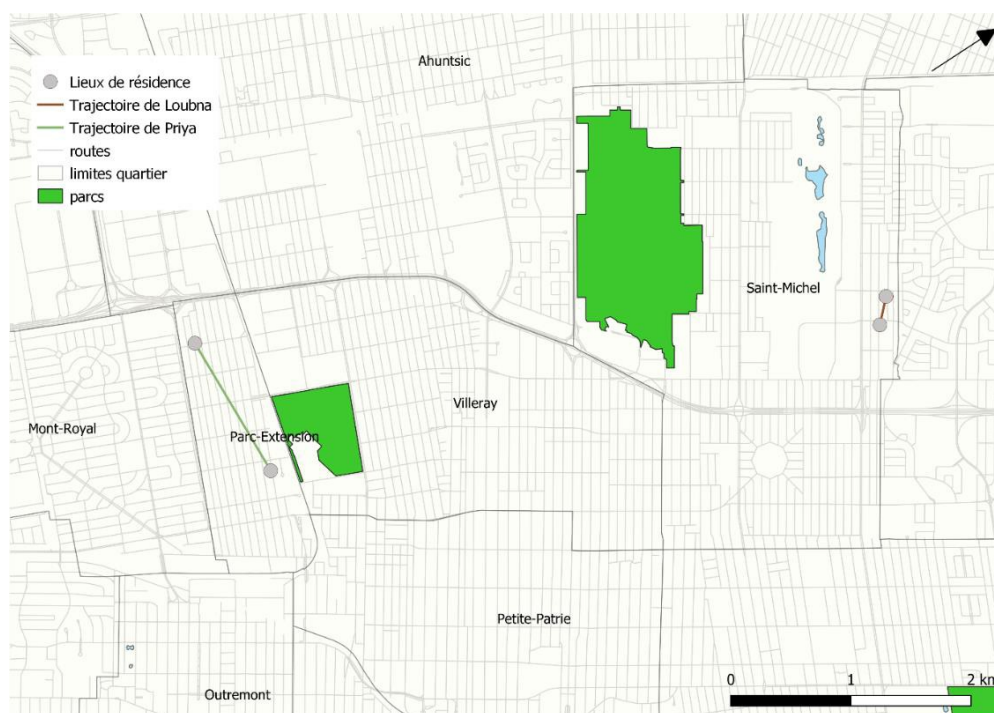 Ahuntsic
Lieux de résidence
Trajectoire de Loubna
Trajectoire de Priya
routes
limites quartier
parcs
Saint-Michel
Villeray
Mont-Royal
Parc-Extension
Petite-Patrie
Outremont
0 1 2 km